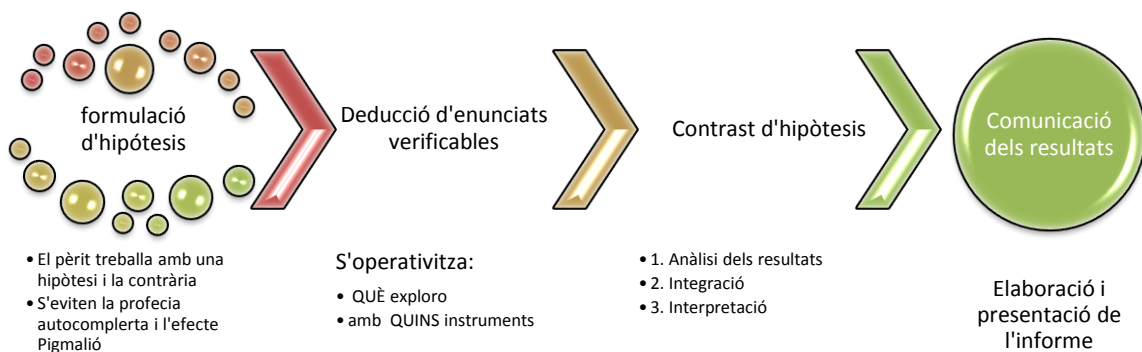 formulació
d'hipótesis
• El pèrit treballa amb una
hipòtesi i la contrària
• S'eviten la profecia
autocomplerta i l'efecte
Pigmalió
Deducció d'enunciats
verificables
S'operativitza:
• QUÈ exploro
• amb QUINS instruments
Contrast d'hipòtesis
• 1. Anàlisi dels resultats
• 2. Integració
• 3. Interpretació
Comunicació
dels resultats
Elaboració i
presentació de
l'informe